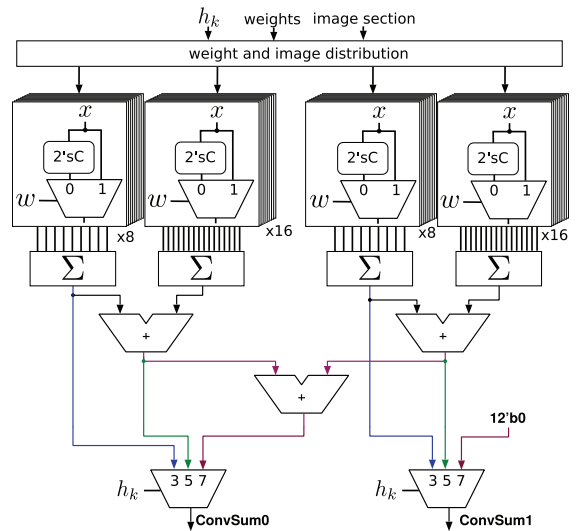 h_k weights image section
weight and image distribution
x x x x
2'sC 2'sC 2'sC 2'sC
0 1 0 1 0 1 0 1
w w w w
x8 x16 x8 x16
Σ Σ Σ Σ
+ +
+
12'b0
3 5 7 3 5 7
h_k h_k
ConvSum0 ConvSum1